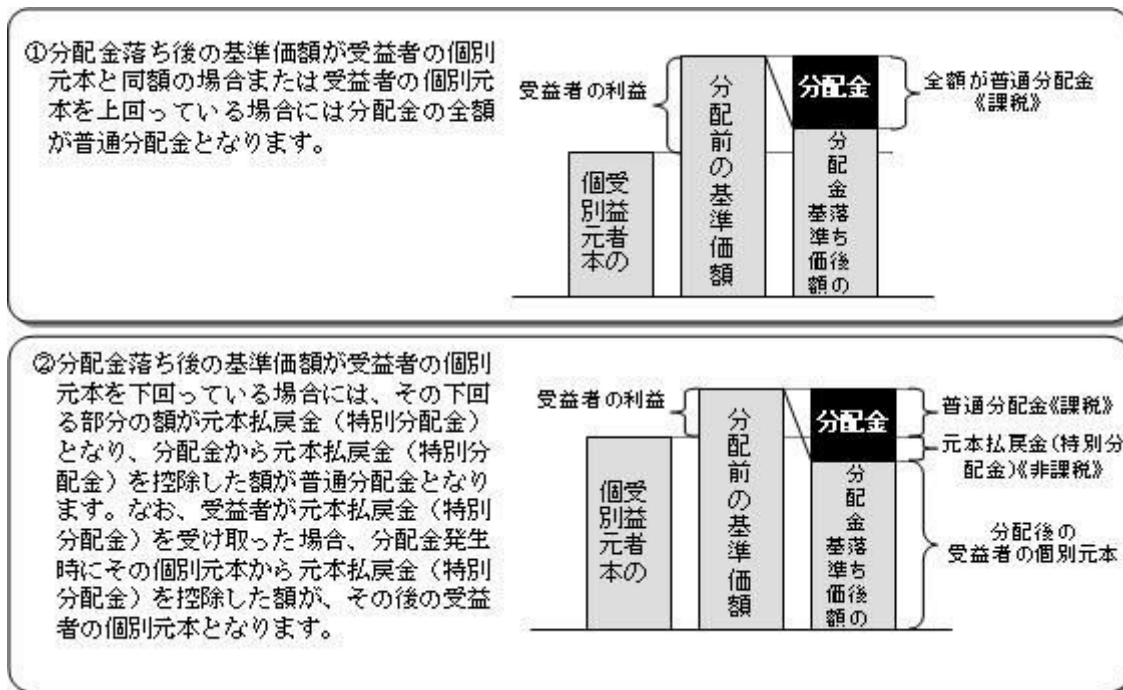 ①分配金落ち後の基準価額が受益者の個別
元本と同額の場合または受益者の個別元
本を上回っている場合には分配金の全額
が普通分配金となります。
受益者の利益
受益者の
個別元本
分配前の基準価額
分配金
分配金落ち後の
基準価額
全額が普通分配金
《課税》
②分配金落ち後の基準価額が受益者の個別
元本を下回っている場合には、その下回
る部分の額が元本払戻金（特別分配金）
となり、分配金から元本払戻金（特別分
配金）を控除した額が普通分配金となり
ます。なお、受益者が元本払戻金（特別
分配金）を受け取った場合、分配金発生
時にその個別元本から元本払戻金（特別
分配金）を控除した額が、その後の受益
者の個別元本となります。
受益者の利益
受益者の
個別元本
分配前の基準価額
分配金
分配金落ち後の
基準価額
普通分配金《課税》
元本払戻金(特別分
配金)《非課税》
分配後の
受益者の個別元本